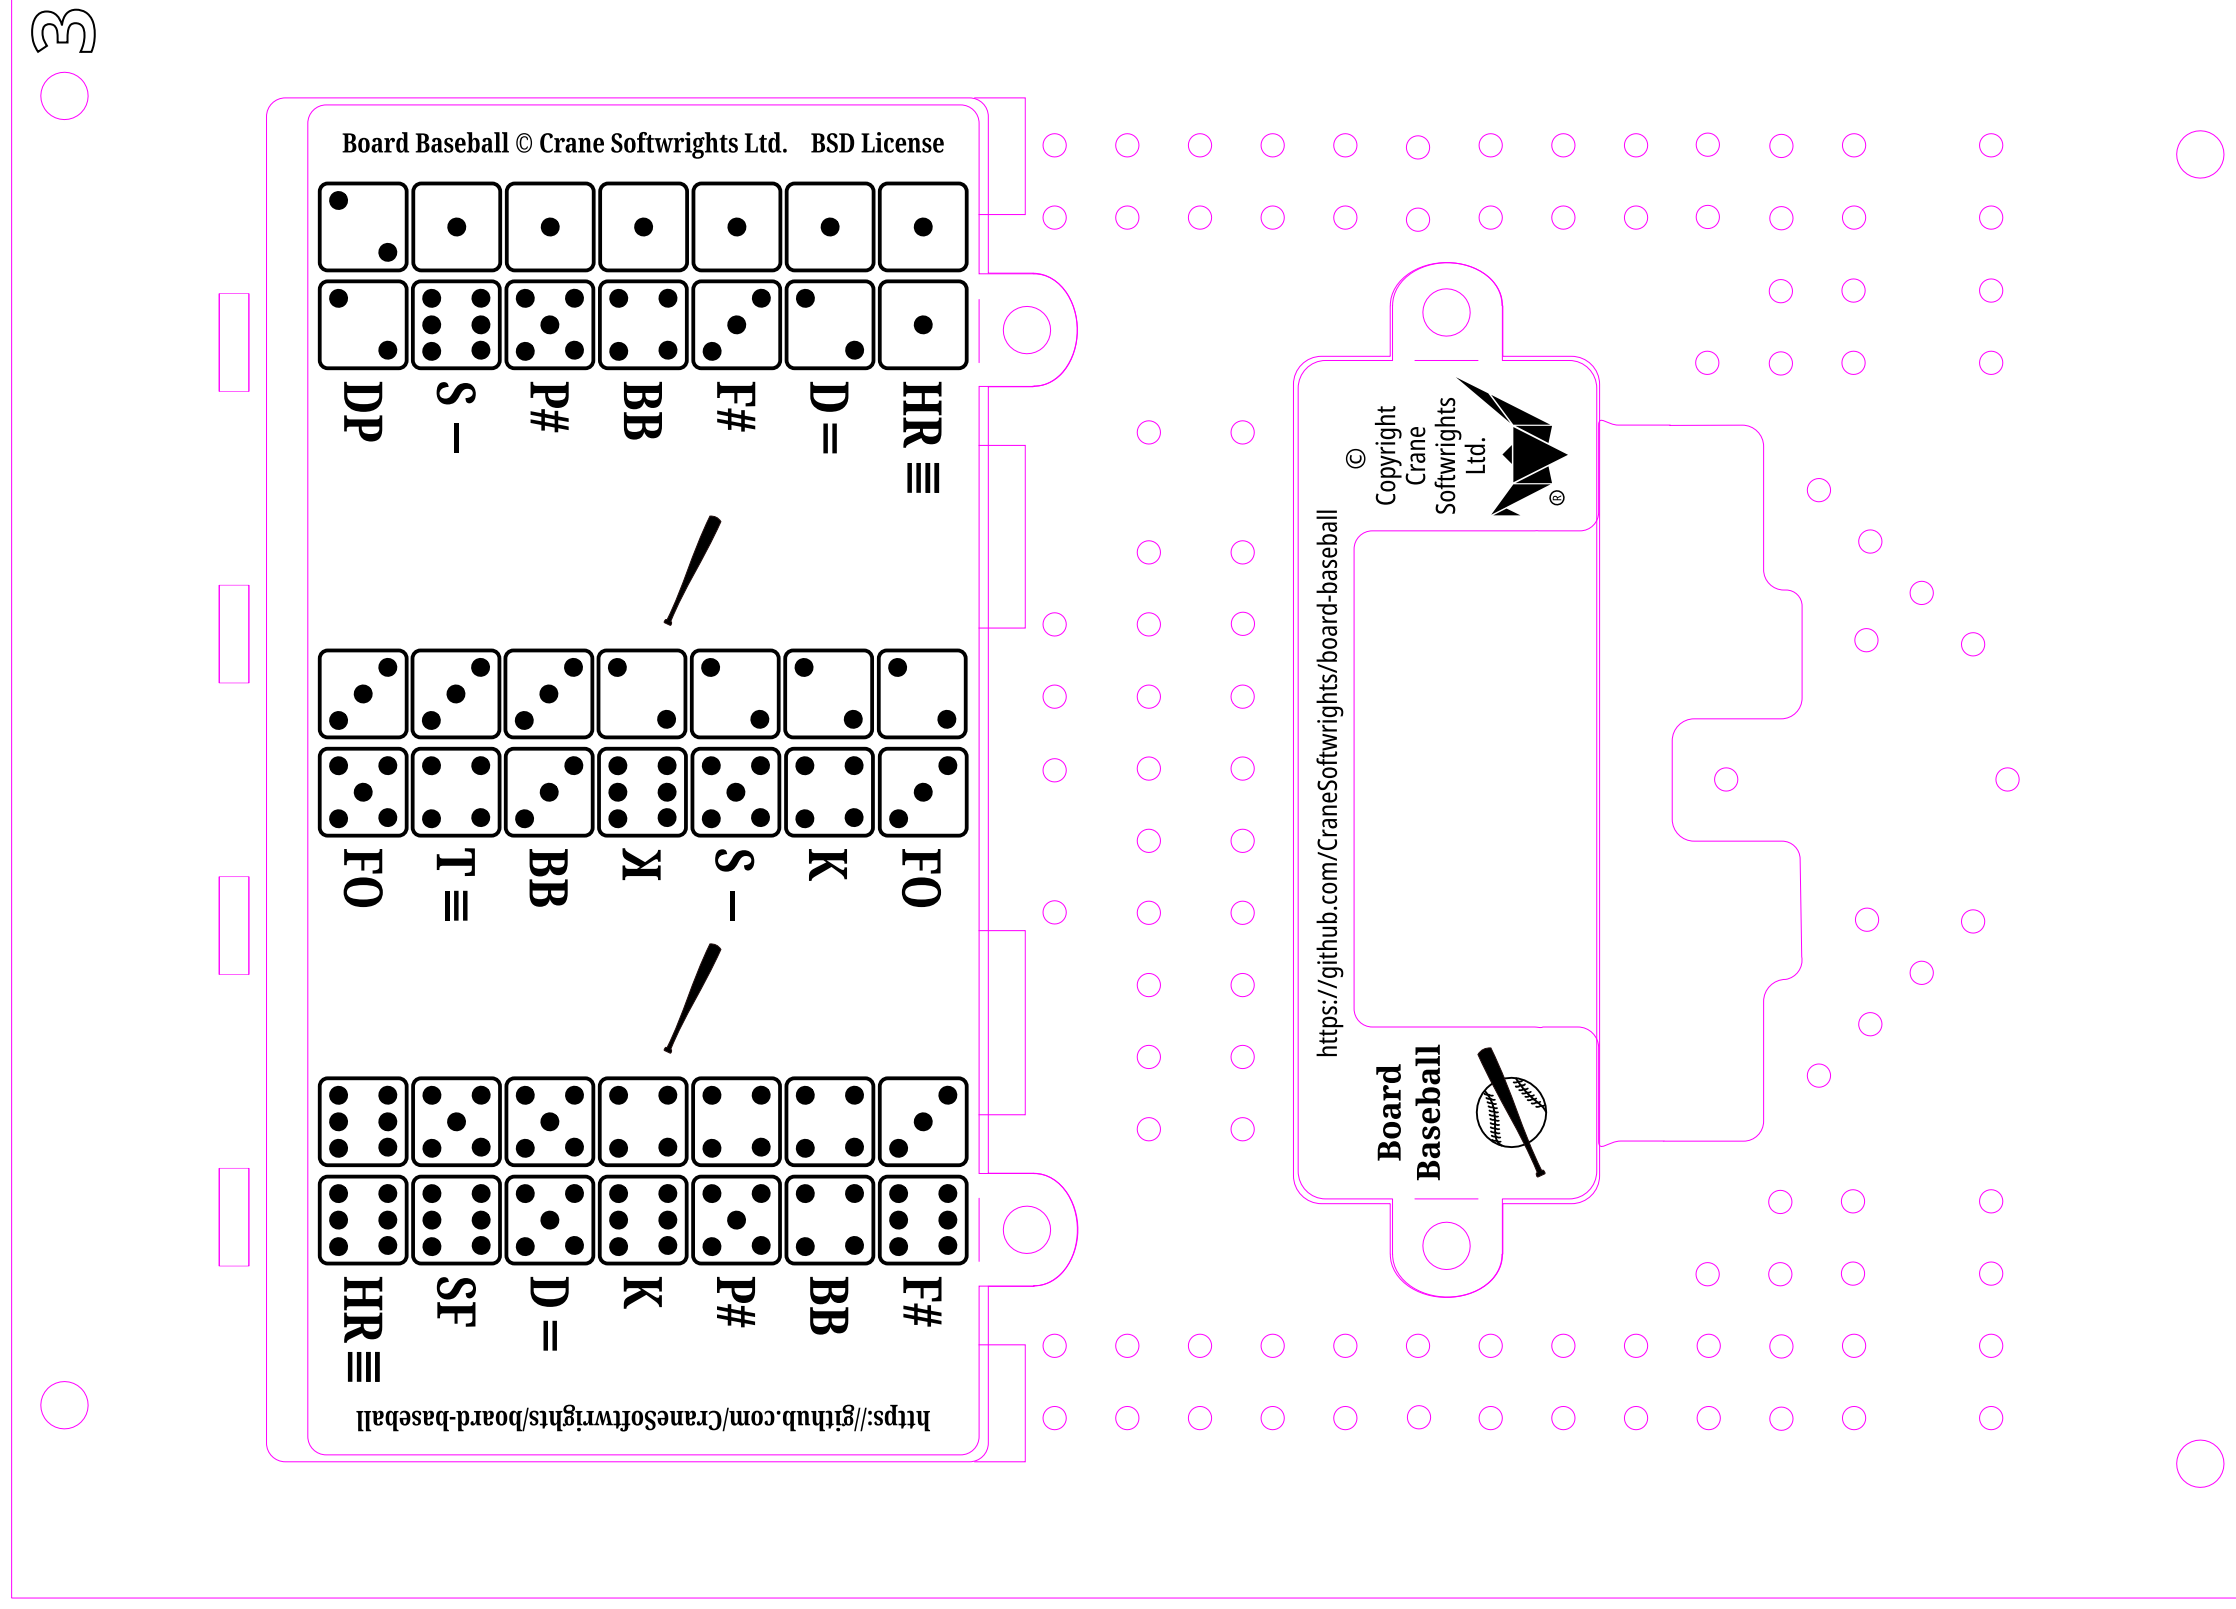 3
Board Baseball © Crane Softwrights Ltd. BSD License
DP
S –
P#
BB
F#
D =
HR ≡
FO
T ≡
BB
ꓘ
S –
K
FO
HR ≡
SF
D =
K
P#
BB
F#
https://github.com/CraneSoftwrights/board-baseball
https://github.com/CraneSoftwrights/board-baseball
©
Copyright
Crane
Softwrights
Ltd.
®
Board
Baseball